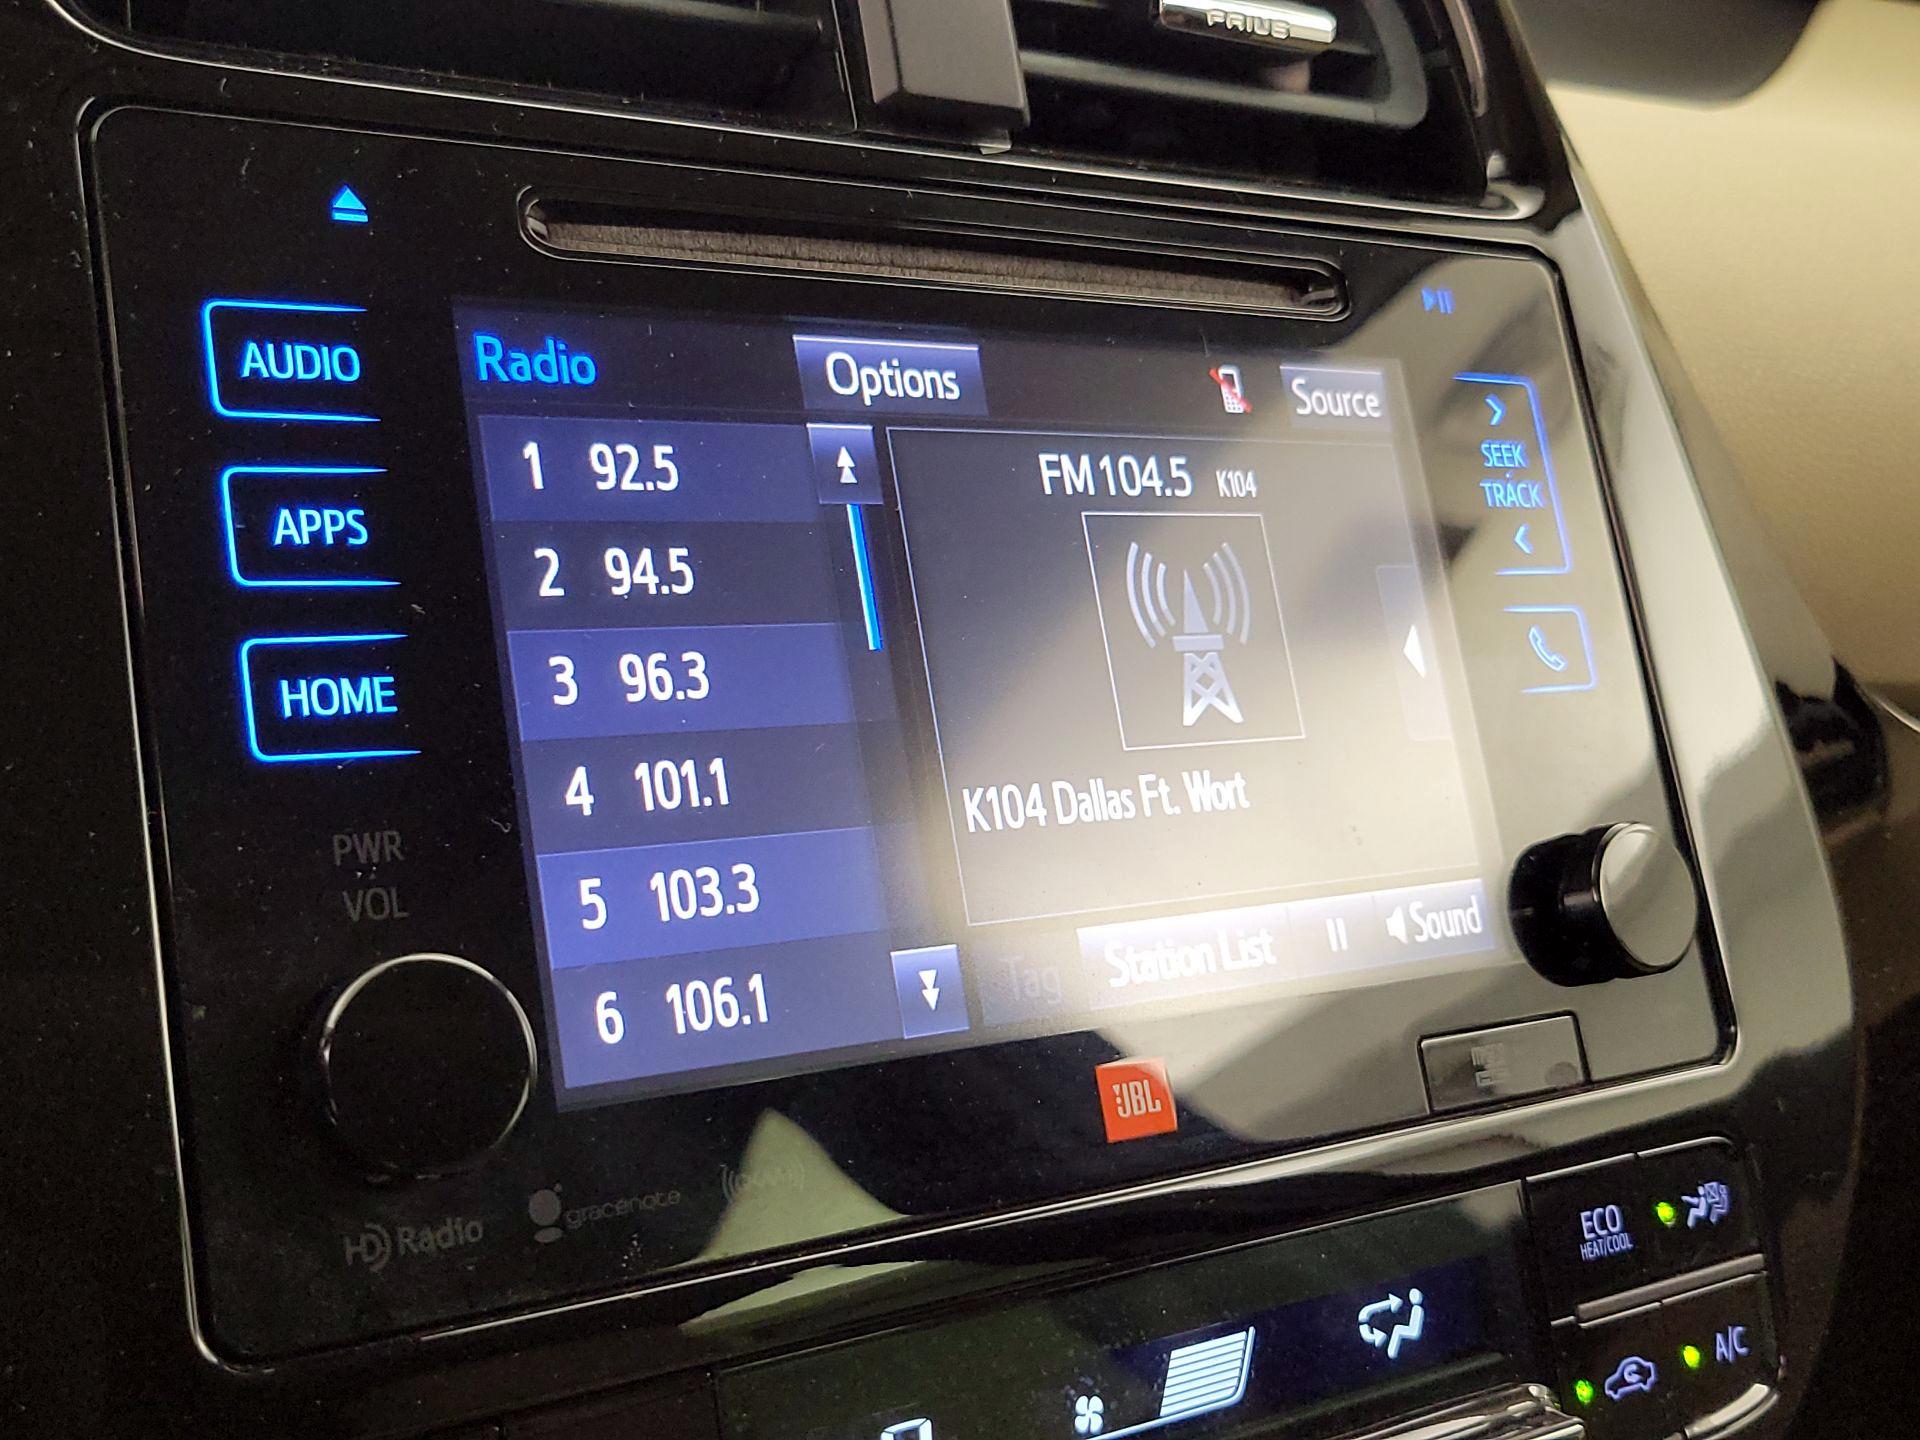 PRIUS
AUDIO
APPS
HOME
PWR
VOL
Radio
Options
Source
1 92.5
2 94.5
3 96.3
4 101.1
5 103.3
6 106.1
FM 104.5 K104
K104 Dallas Ft. Wort
Tag
Station List
Sound
SEEK
TRACK
JBL
HD Radio
gracenote
ECO
HEAT/COOL
A/C